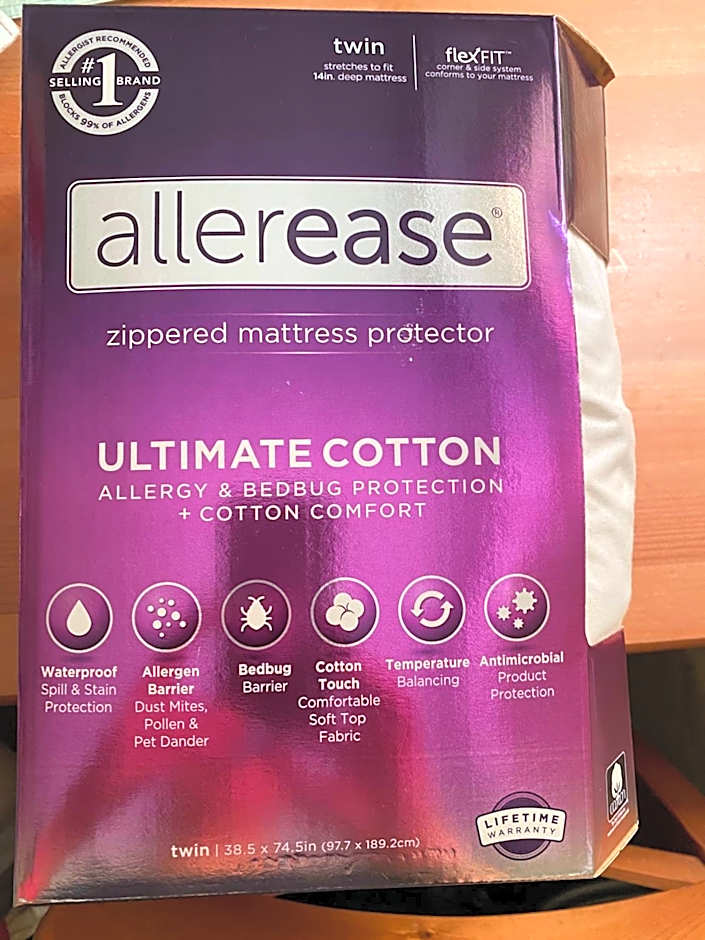 ALLERGIST RECOMMENDED
#1
SELLING BRAND
BLOCKS 99% OF ALLERGENS
twin
stretches to fit
14in. deep mattress
flexFIT™
corner & side system
conforms to your mattress
allerease®
zippered mattress protector
ULTIMATE COTTON
ALLERGY & BEDBUG PROTECTION
+ COTTON COMFORT
Waterproof
Spill & Stain
Protection
Allergen
Barrier
Dust Mites,
Pollen &
Pet Dander
Bedbug
Barrier
Cotton
Touch
Comfortable
Soft Top
Fabric
Temperature
Balancing
Antimicrobial
Product
Protection
cotton
LIFETIME
WARRANTY
twin | 38.5 x 74.5in (97.7 x 189.2cm)